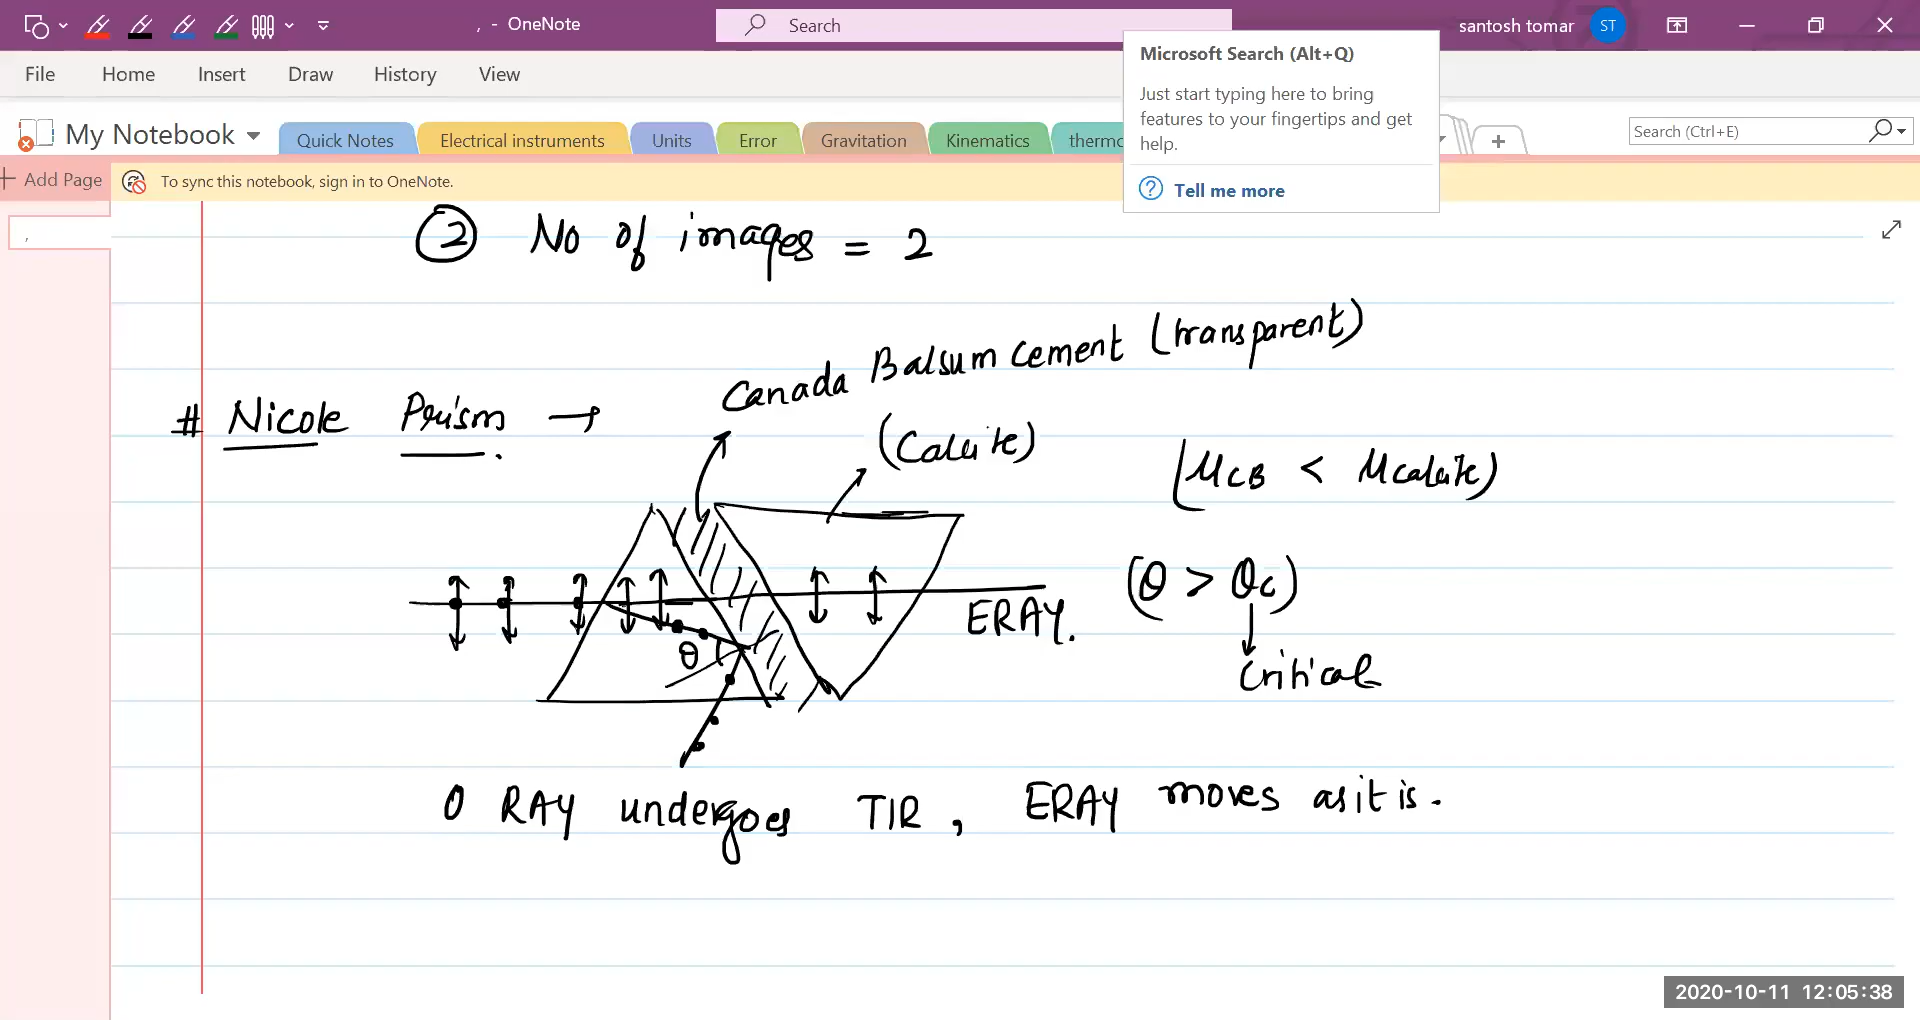 , - OneNote
Search
santosh tomar ST
Microsoft Search (Alt+Q)
Just start typing here to bring
features to your fingertips and get
help.
Tell me more
File Home Insert Draw History View
My Notebook
Quick Notes Electrical instruments Units Error Gravitation Kinematics thermo
Search (Ctrl+E)
Add Page
To sync this notebook, sign in to OneNote.
,
② No of images = 2
Canada Balsum cement (transparent)
# Nicole Prism →
(Calcite)
(μCB < μcalcite)
(θ > θc)
ERAY.
θ
Critical
O RAY undergoes TIR, ERAY moves as it is.
2020-10-11 12:05:38